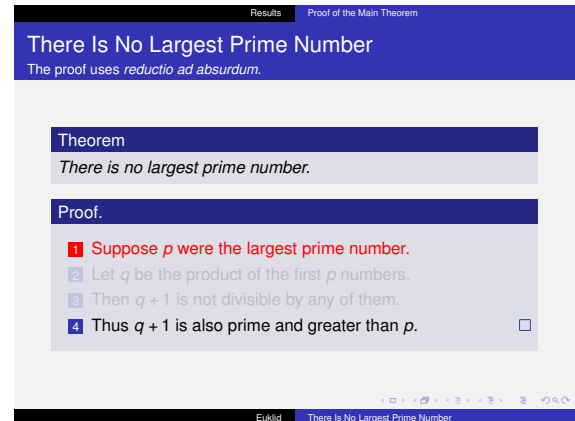 Results Proof of the Main Theorem
There Is No Largest Prime Number
The proof uses reductio ad absurdum.
Theorem
There is no largest prime number.
Proof.
1 Suppose p were the largest prime number.
2 Let q be the product of the first p numbers.
3 Then q + 1 is not divisible by any of them.
4 Thus q + 1 is also prime and greater than p.
Euklid There Is No Largest Prime Number